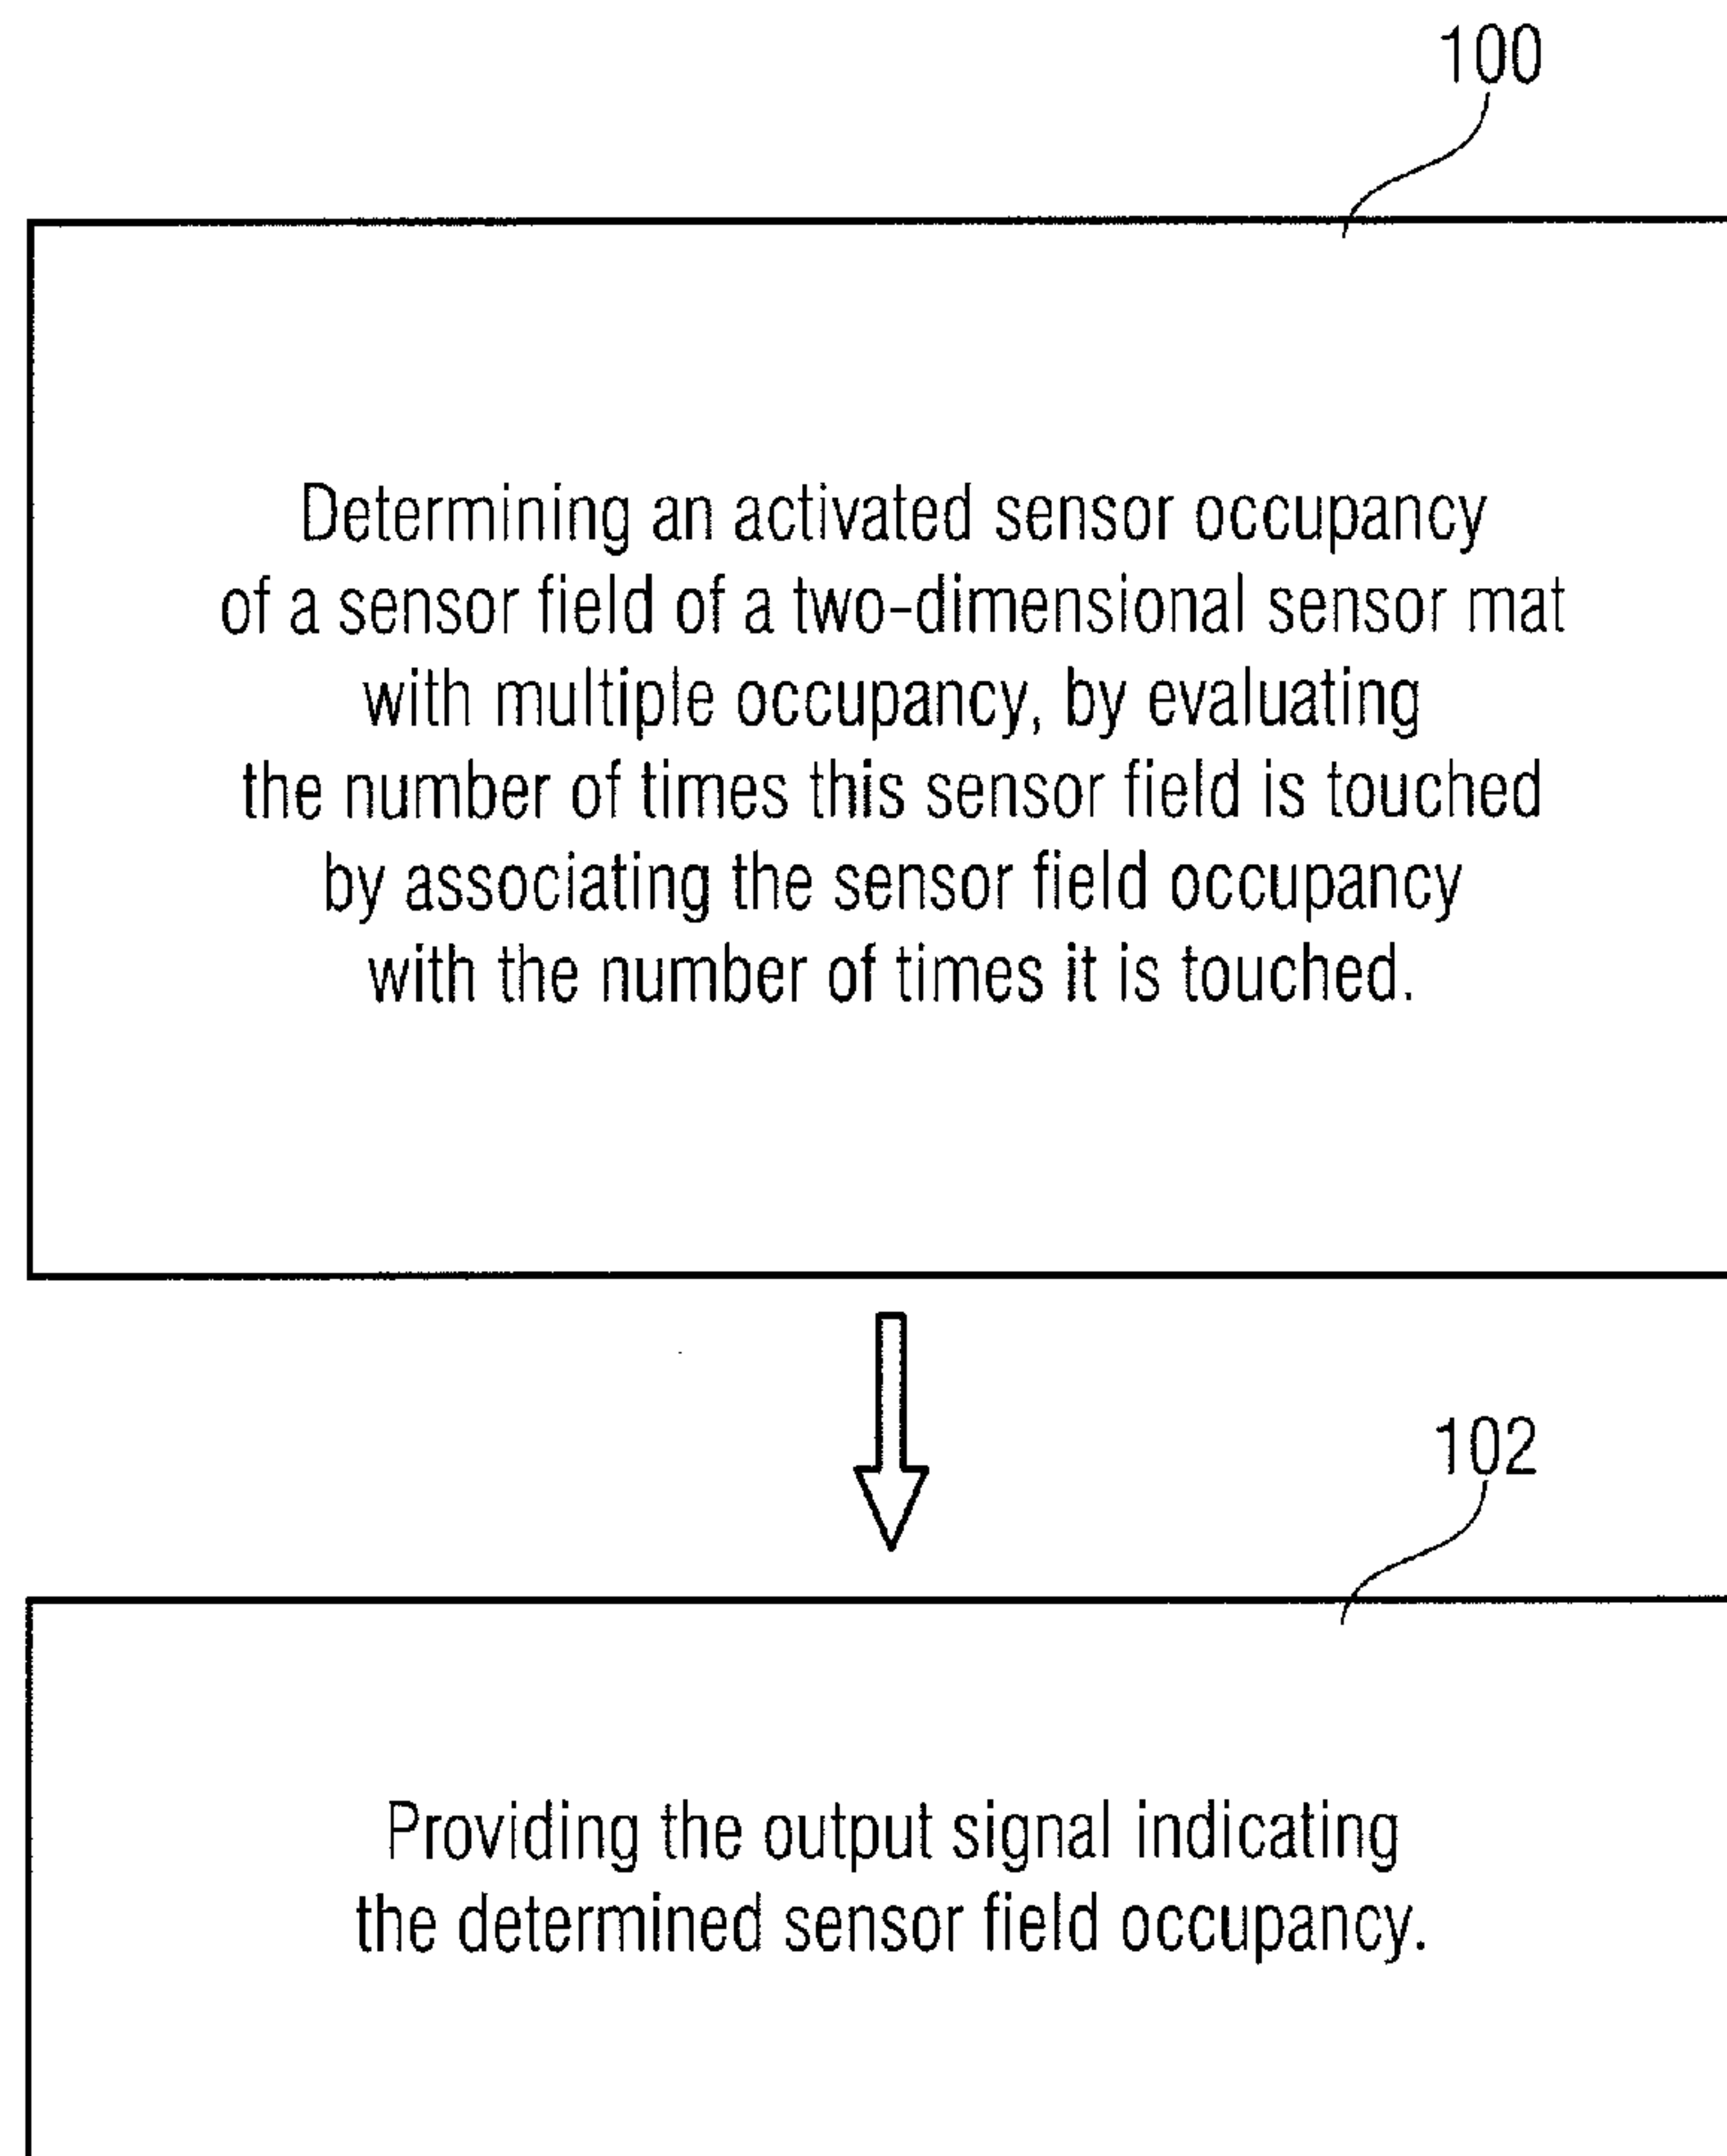 100
Determining an activated sensor occupancy
of a sensor field of a two-dimensional sensor mat
with multiple occupancy, by evaluating
the number of times this sensor field is touched
by associating the sensor field occupancy
with the number of times it is touched.
102
Providing the output signal indicating
the determined sensor field occupancy.